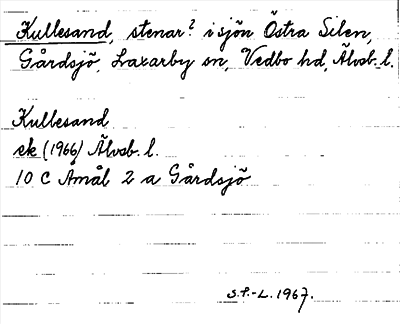 Kullesand, stenar? i sjön Östra Silen,
Gårdsjö, Laxarby sn, Vedbo hd, Älvsb. l.
Kullesand
ek (1966) Älvsb. l.
10 C Åmål 2 a Gårdsjö
S.F.-L. 1967.